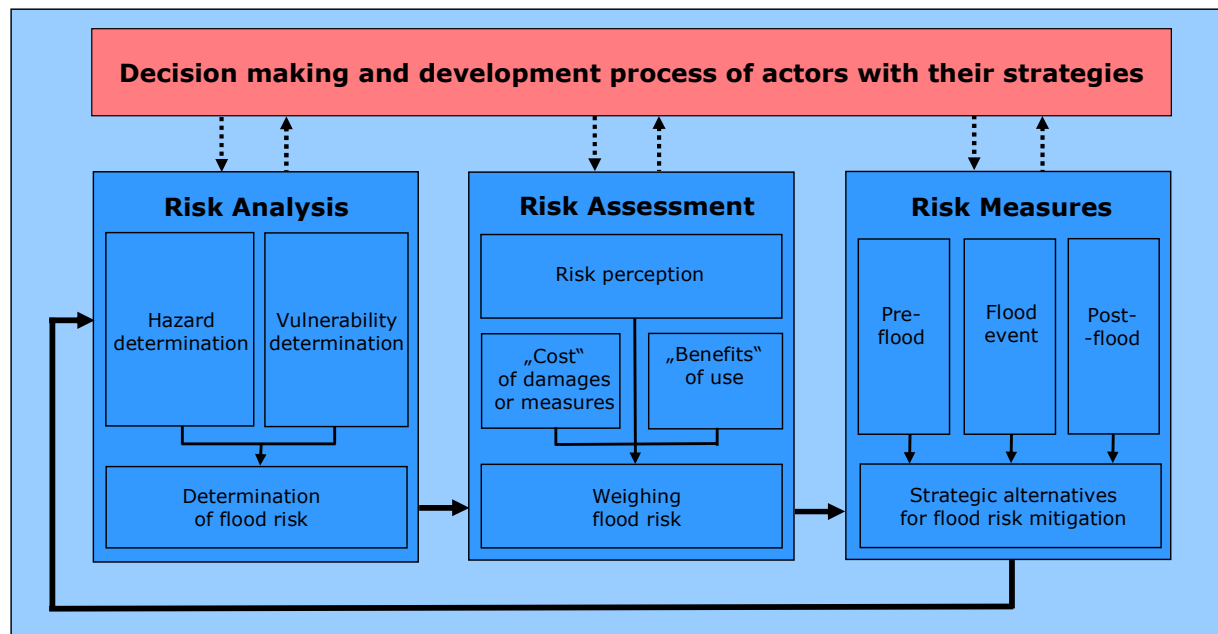 Decision making and development process of actors with their strategies
Risk Analysis
Hazard
determination
Vulnerability
determination
Determination
of flood risk
Risk Assessment
Risk perception
„Cost“
of damages
or measures
„Benefits“
of use
Weighing
flood risk
Risk Measures
Pre-
flood
Flood
event
Post-
-flood
Strategic alternatives
for flood risk mitigation